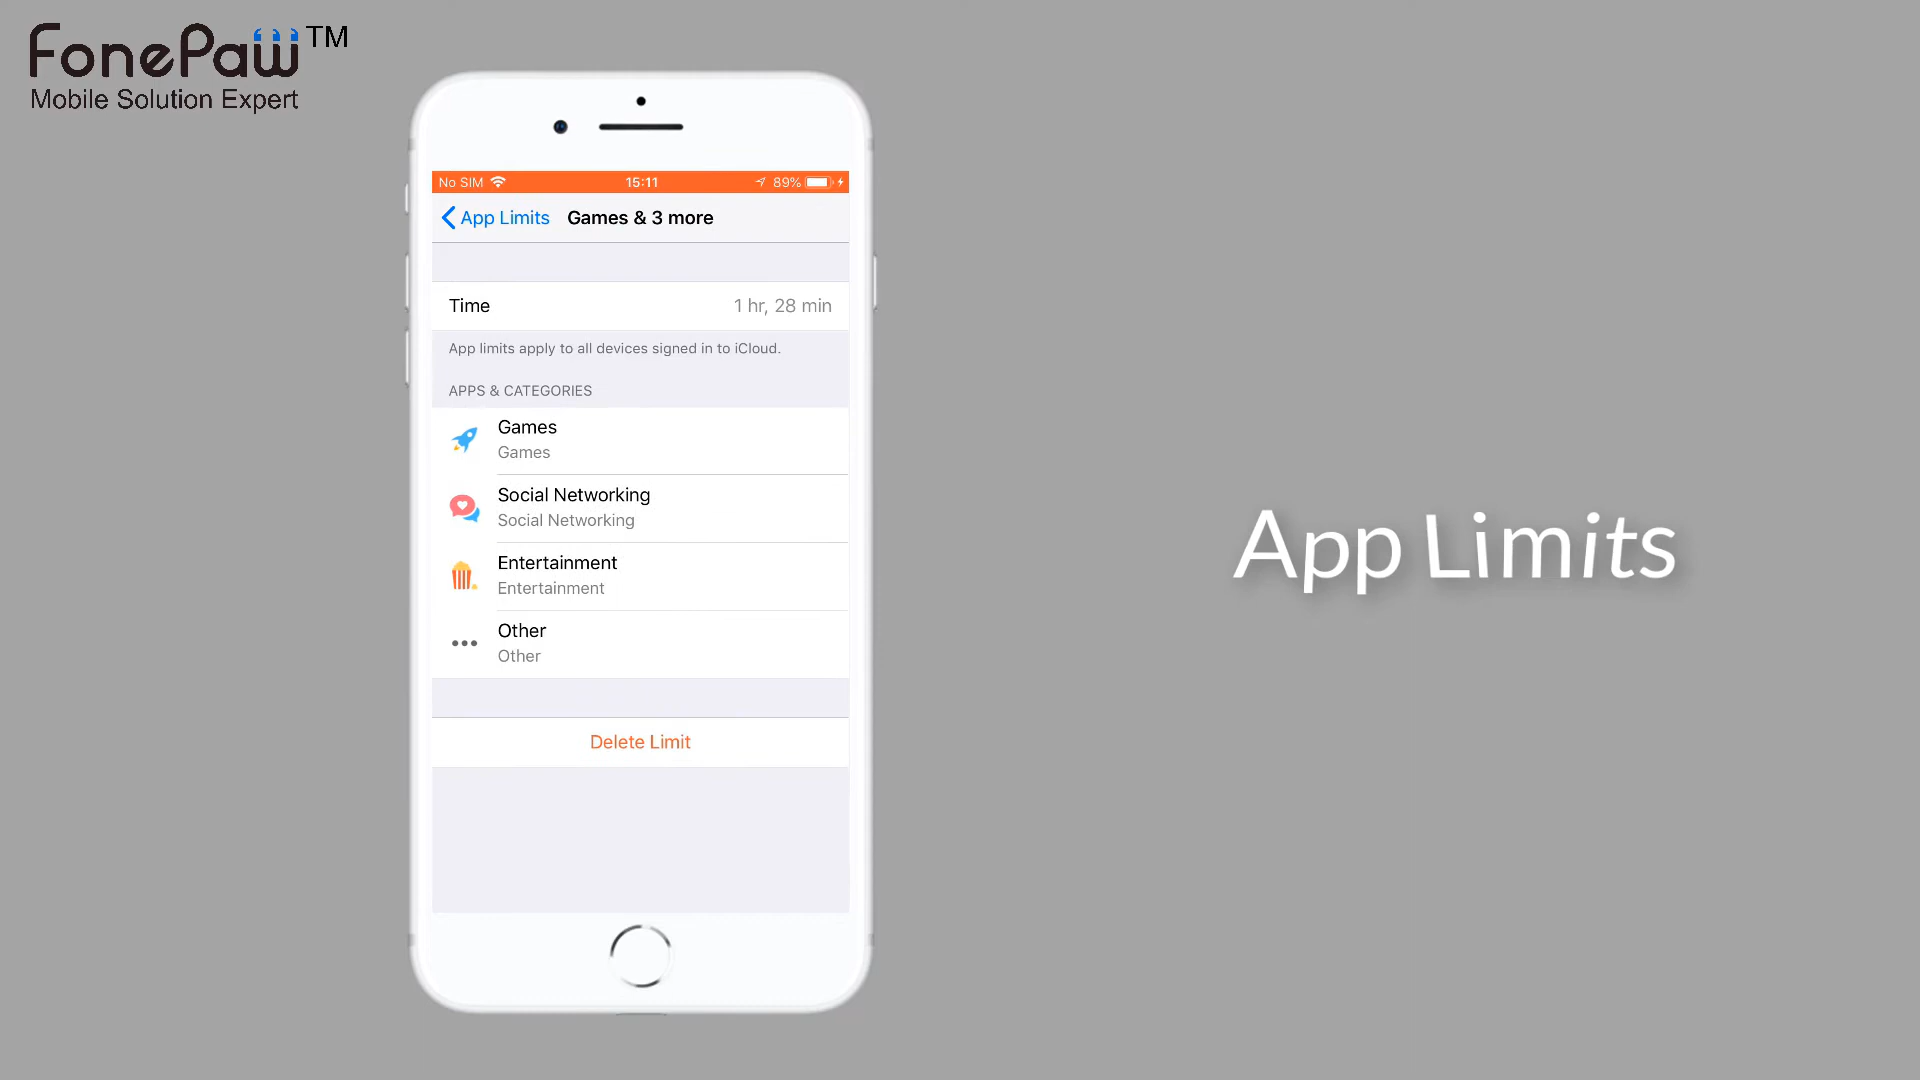 FonePaw™
Mobile Solution Expert
No SIM 15:11 89%
App Limits Games & 3 more
Time 1 hr, 28 min
App limits apply to all devices signed in to iCloud.
APPS & CATEGORIES
Games
Games
Social Networking
Social Networking
Entertainment
Entertainment
Other
Other
Delete Limit
App Limits